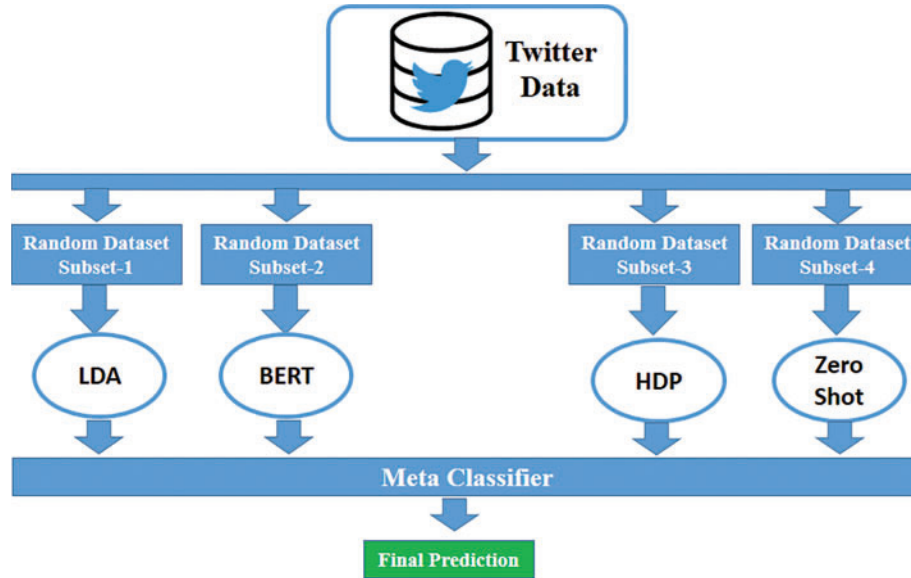 Twitter
Data
Random Dataset
Subset-1
Random Dataset
Subset-2
Random Dataset
Subset-3
Random Dataset
Subset-4
LDA
BERT
HDP
Zero
Shot
Meta Classifier
Final Prediction